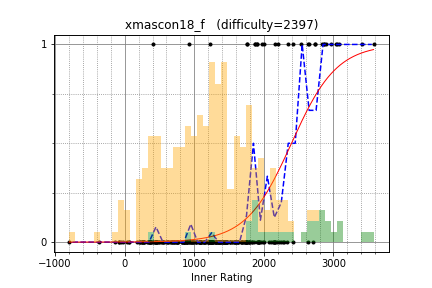 xmascon18_f (difficulty=2397)
1
0
−1000 0 1000 2000 3000
Inner Rating